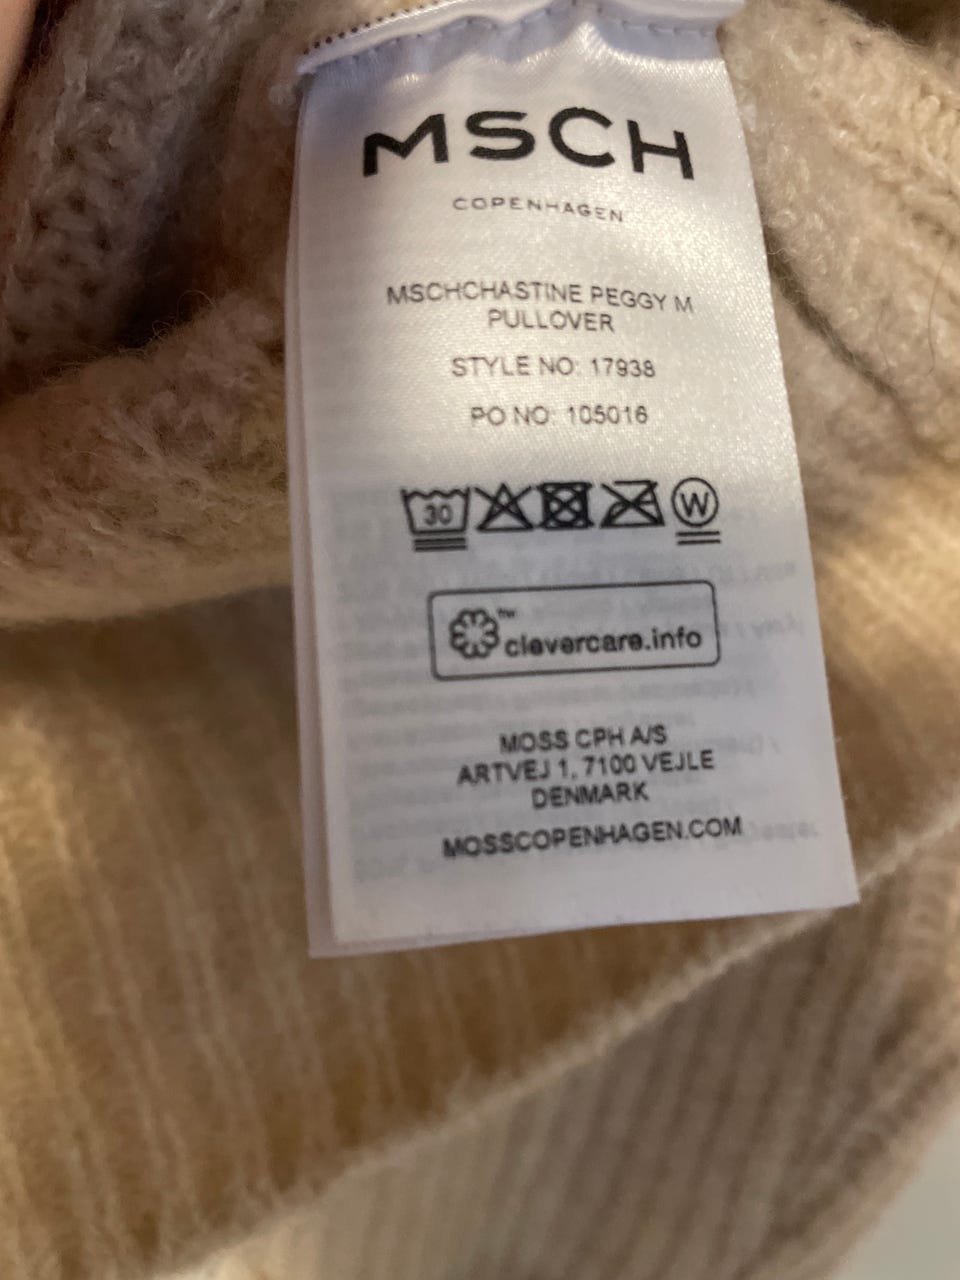 MSCH
COPENHAGEN
MSCHCHASTINE PEGGY M
PULLOVER
STYLE NO: 17938
PO NO: 105016
30 W
clevercare.info™
MOSS CPH A/S
ARTVEJ 1, 7100 VEJLE
DENMARK
MOSSCOPENHAGEN.COM